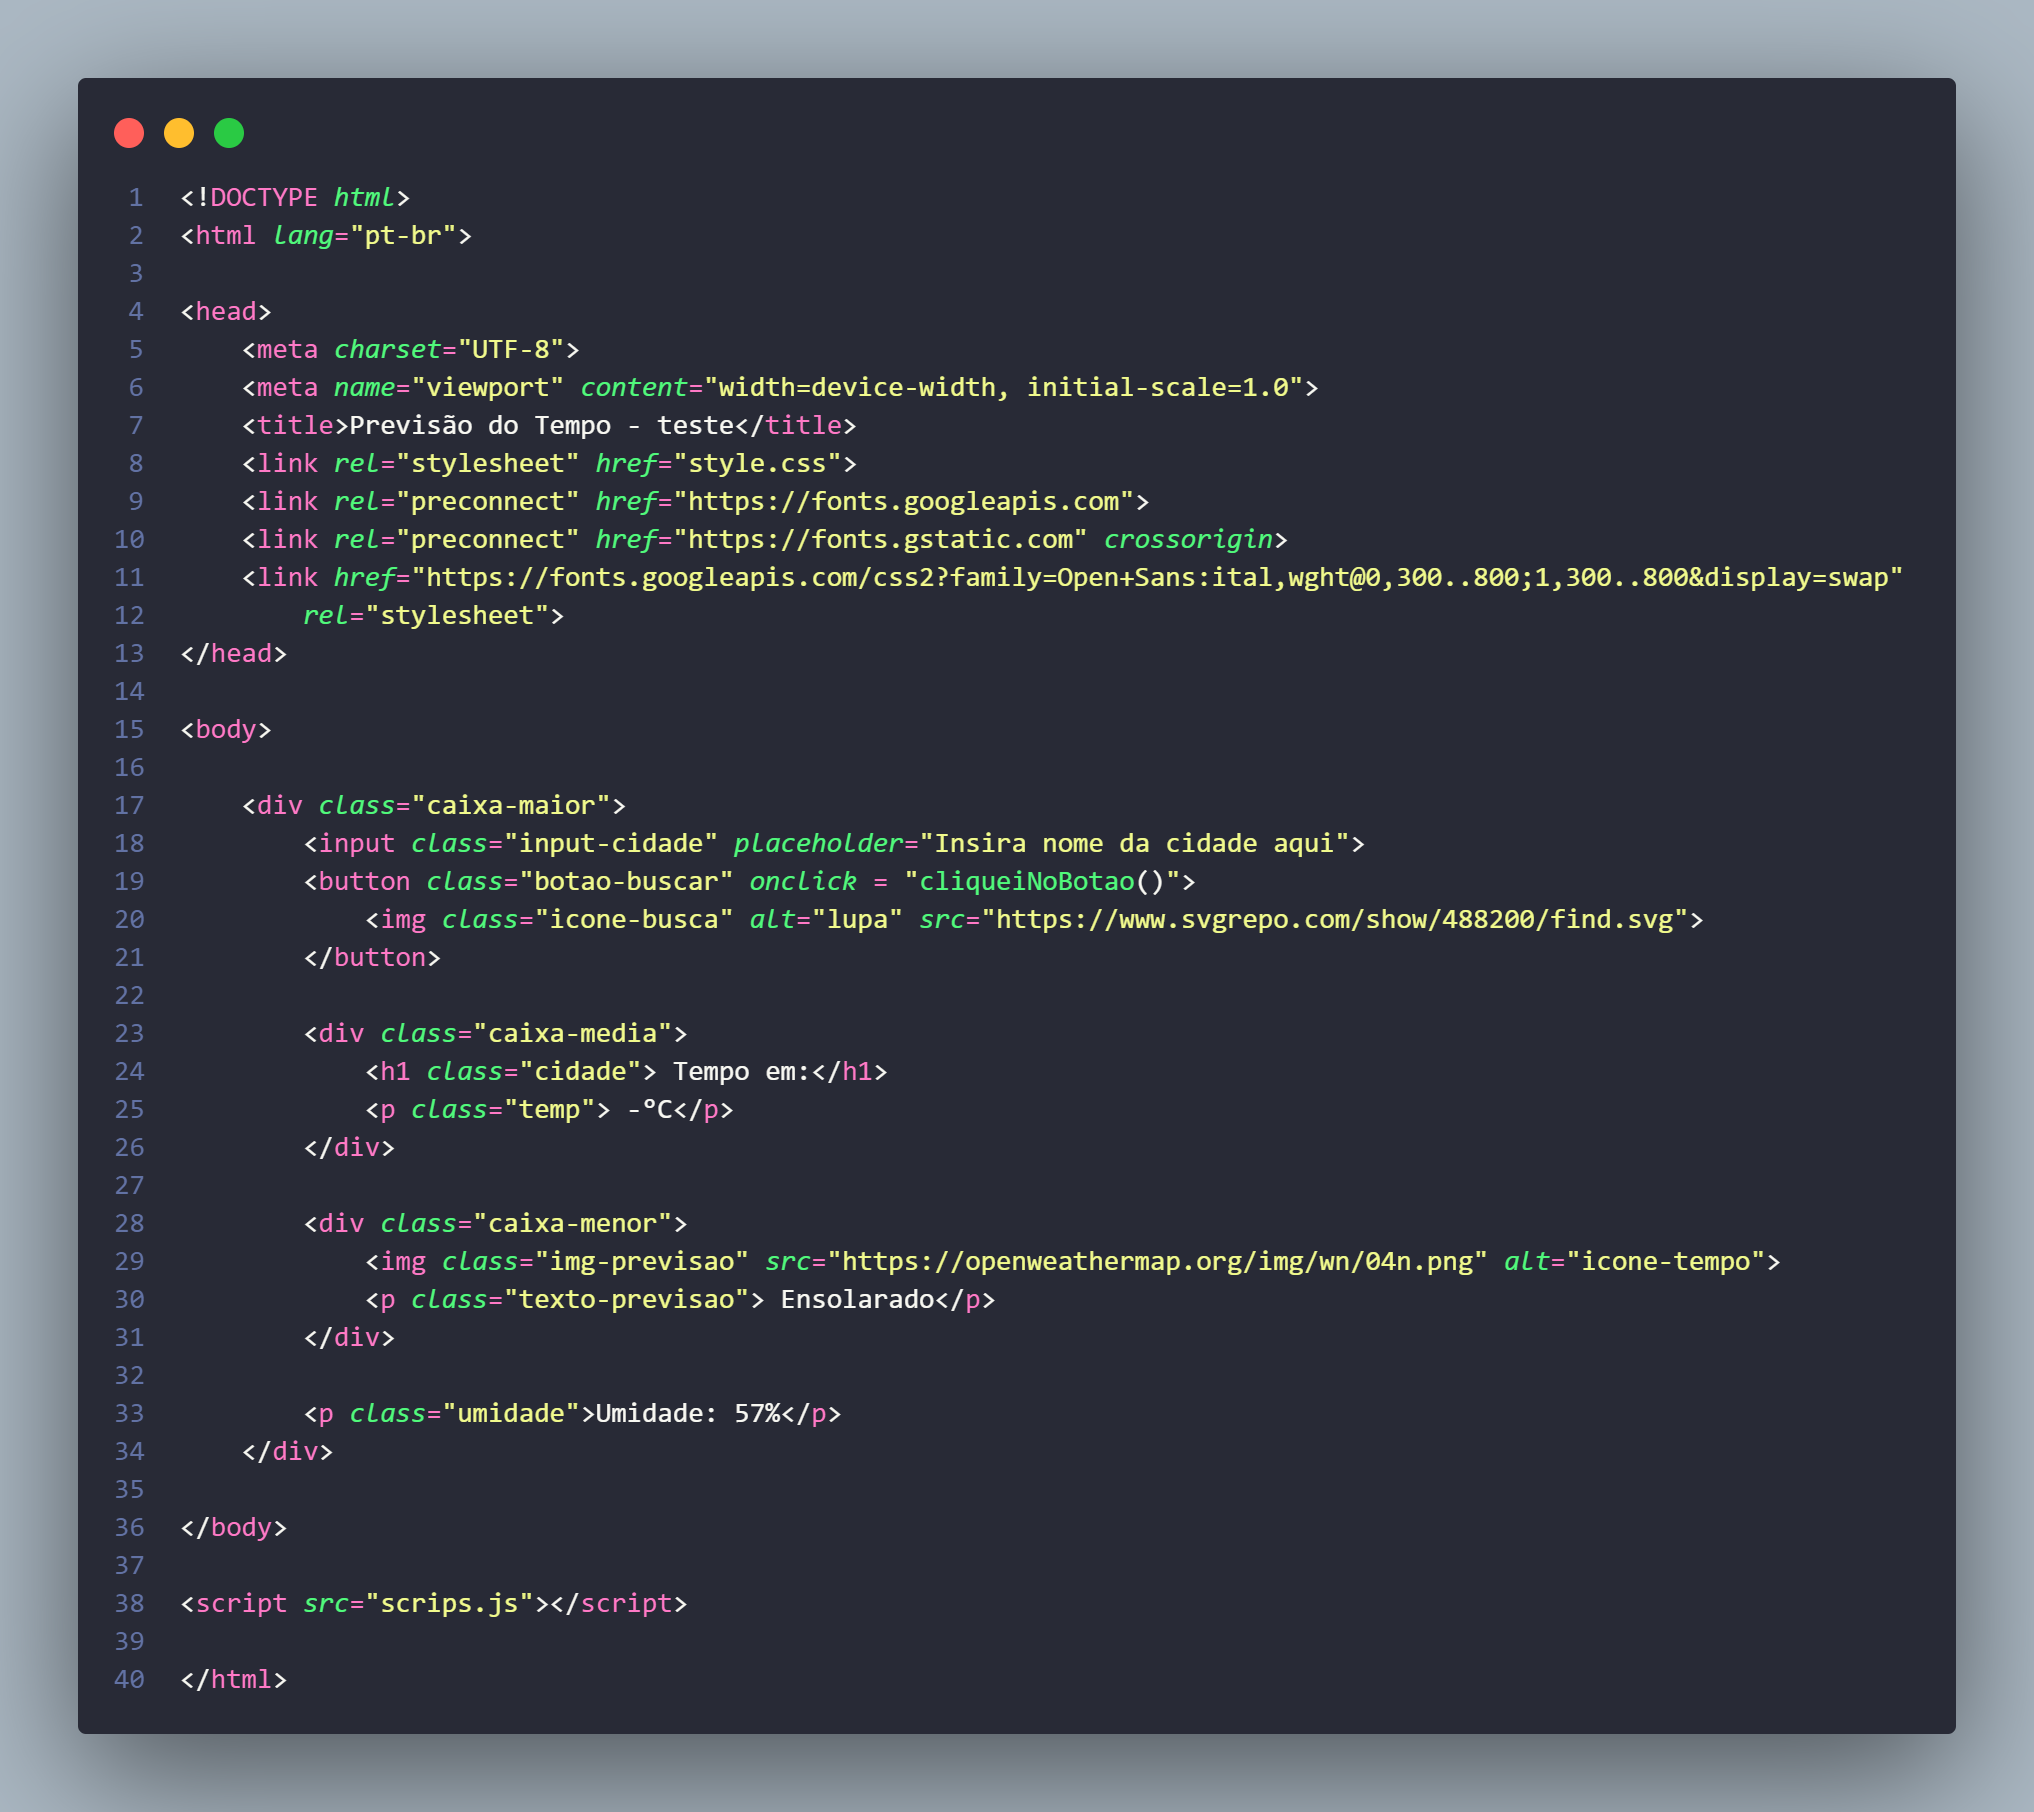 1 <!DOCTYPE html>
2 <html lang="pt-br">
3
4 <head>
5     <meta charset="UTF-8">
6     <meta name="viewport" content="width=device-width, initial-scale=1.0">
7     <title>Previsão do Tempo - teste</title>
8     <link rel="stylesheet" href="style.css">
9     <link rel="preconnect" href="https://fonts.googleapis.com">
10     <link rel="preconnect" href="https://fonts.gstatic.com" crossorigin>
11     <link href="https://fonts.googleapis.com/css2?family=Open+Sans:ital,wght@0,300..800;1,300..800&display=swap"
12         rel="stylesheet">
13 </head>
14
15 <body>
16
17     <div class="caixa-maior">
18         <input class="input-cidade" placeholder="Insira nome da cidade aqui">
19         <button class="botao-buscar" onclick = "cliqueiNoBotao()">
20             <img class="icone-busca" alt="lupa" src="https://www.svgrepo.com/show/488200/find.svg">
21         </button>
22
23         <div class="caixa-media">
24             <h1 class="cidade"> Tempo em:</h1>
25             <p class="temp"> -ºC</p>
26         </div>
27
28         <div class="caixa-menor">
29             <img class="img-previsao" src="https://openweathermap.org/img/wn/04n.png" alt="icone-tempo">
30             <p class="texto-previsao"> Ensolarado</p>
31         </div>
32
33         <p class="umidade">Umidade: 57%</p>
34     </div>
35
36 </body>
37
38 <script src="scrips.js"></script>
39
40 </html>